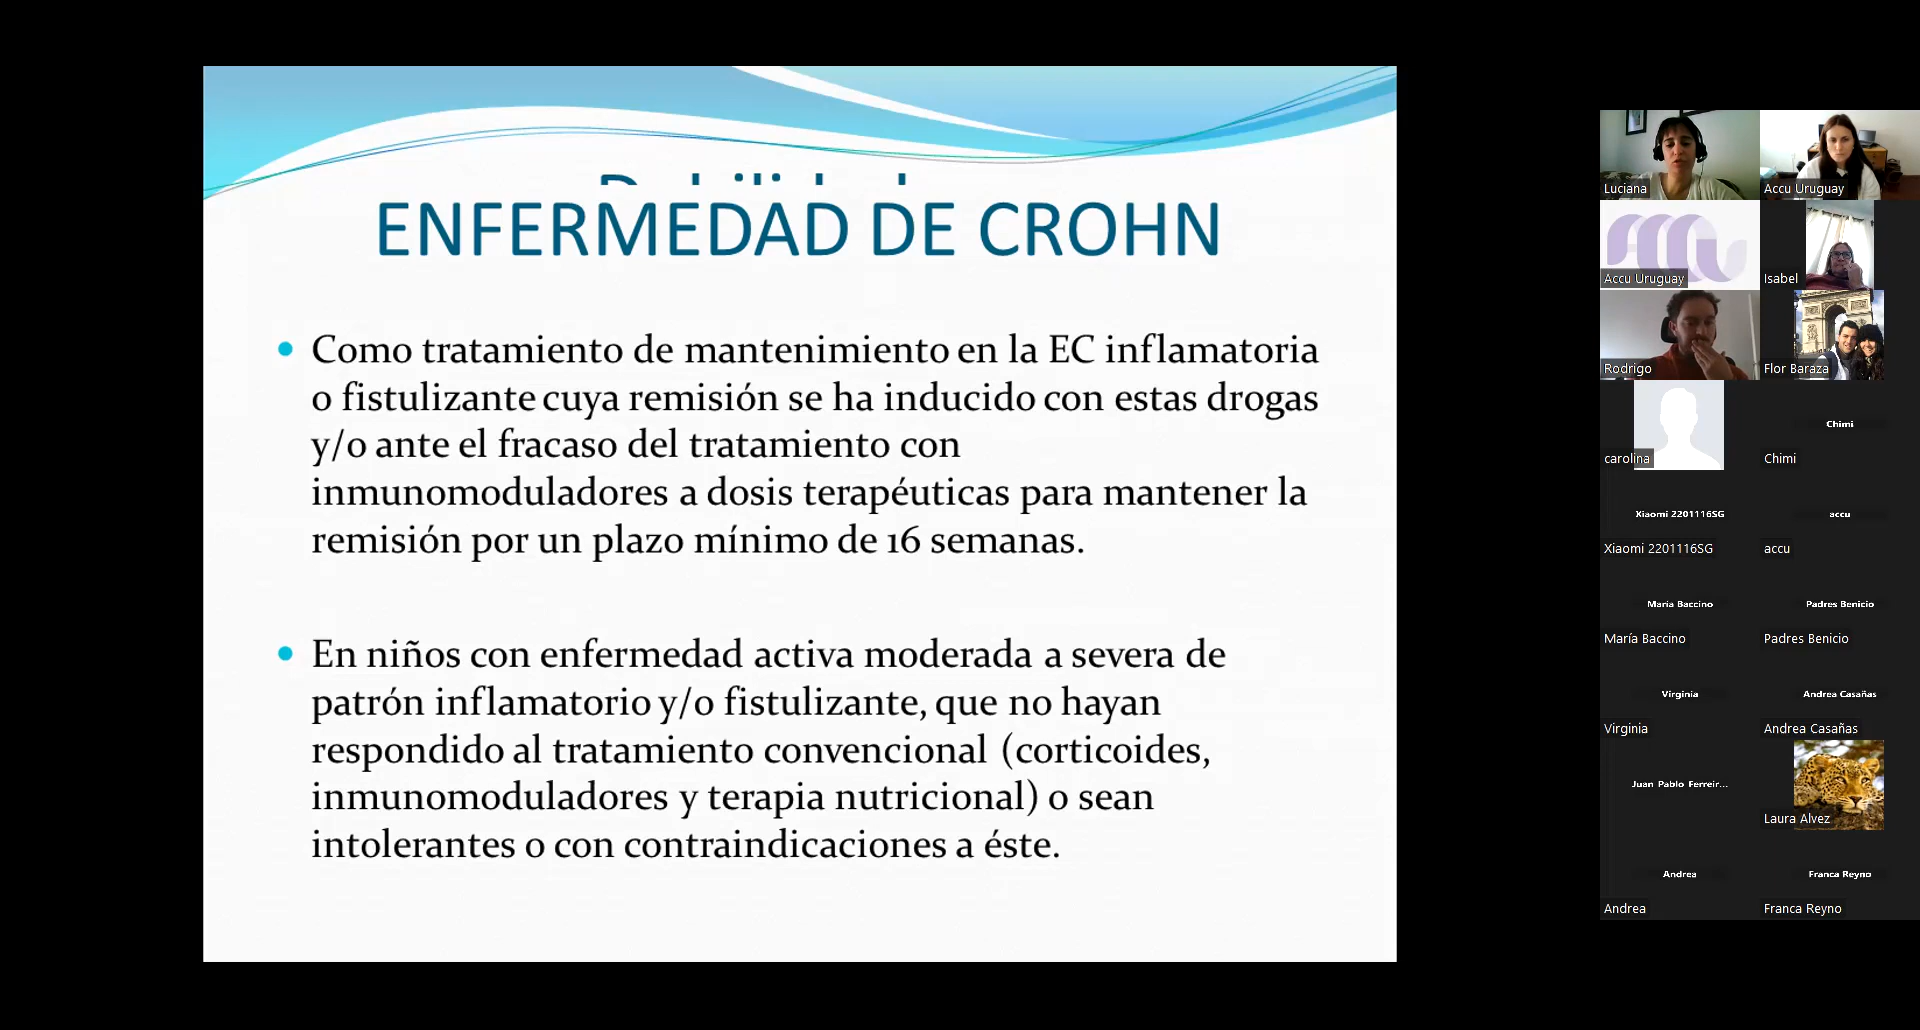 ENFERMEDAD DE CROHN
Como tratamiento de mantenimiento en la EC inflamatoria
o fistulizante cuya remisión se ha inducido con estas drogas
y/o ante el fracaso del tratamiento con
inmunomoduladores a dosis terapéuticas para mantener la
remisión por un plazo mínimo de 16 semanas.
En niños con enfermedad activa moderada a severa de
patrón inflamatorio y/o fistulizante, que no hayan
respondido al tratamiento convencional (corticoides,
inmunomoduladores y terapia nutricional) o sean
intolerantes o con contraindicaciones a éste.
Luciana
Accu Uruguay
Accu Uruguay
Isabel
Rodrigo
Flor Baraza
carolina
Chimi
Chimi
Xiaomi 2201116SG
accu
Xiaomi 2201116SG
accu
María Baccino
Padres Benicio
María Baccino
Padres Benicio
Virginia
Andrea Casañas
Virginia
Andrea Casañas
Juan Pablo Ferreir...
Laura Alvez
Andrea
Franca Reyno
Andrea
Franca Reyno